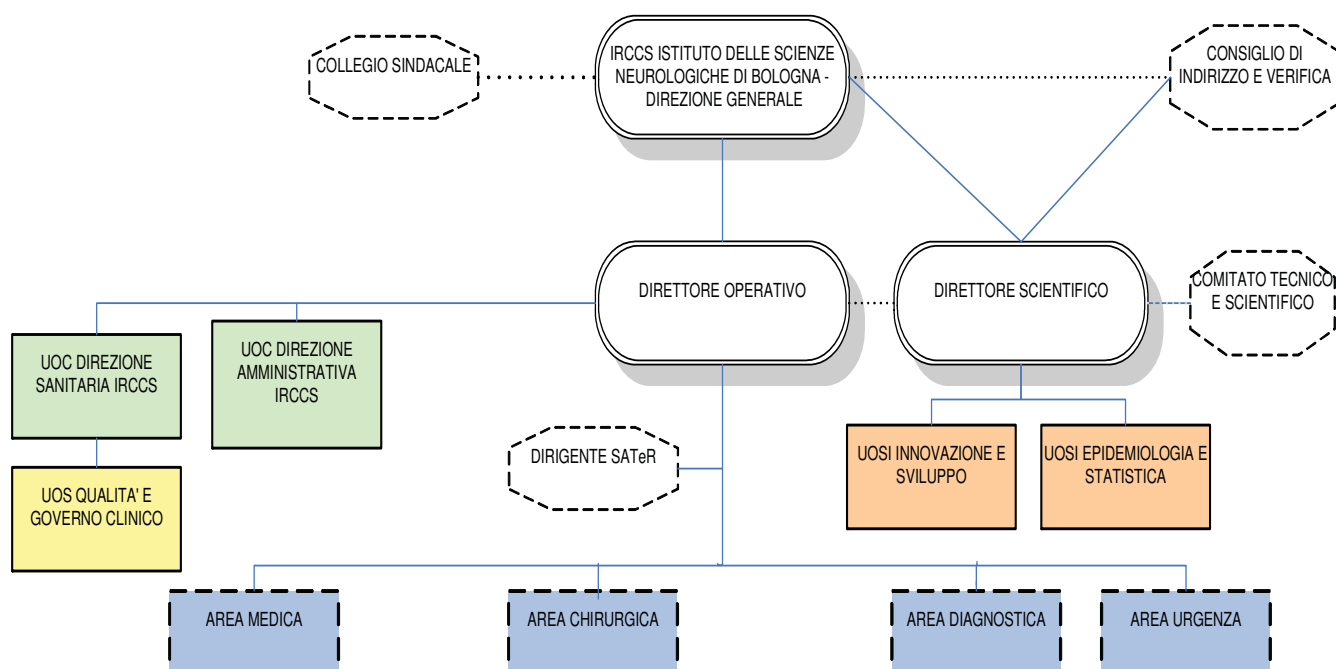 COLLEGIO SINDACALE
IRCCS ISTITUTO DELLE SCIENZE
NEUROLOGICHE DI BOLOGNA -
DIREZIONE GENERALE
CONSIGLIO DI
INDIRIZZO E VERIFICA
DIRETTORE OPERATIVO
DIRETTORE SCIENTIFICO
COMITATO TECNICO
E SCIENTIFICO
UOC DIREZIONE
SANITARIA IRCCS
UOC DIREZIONE
AMMINISTRATIVA
IRCCS
DIRIGENTE SATeR
UOSI INNOVAZIONE E
SVILUPPO
UOSI EPIDEMIOLOGIA E
STATISTICA
UOS QUALITA' E
GOVERNO CLINICO
AREA MEDICA
AREA CHIRURGICA
AREA DIAGNOSTICA
AREA URGENZA